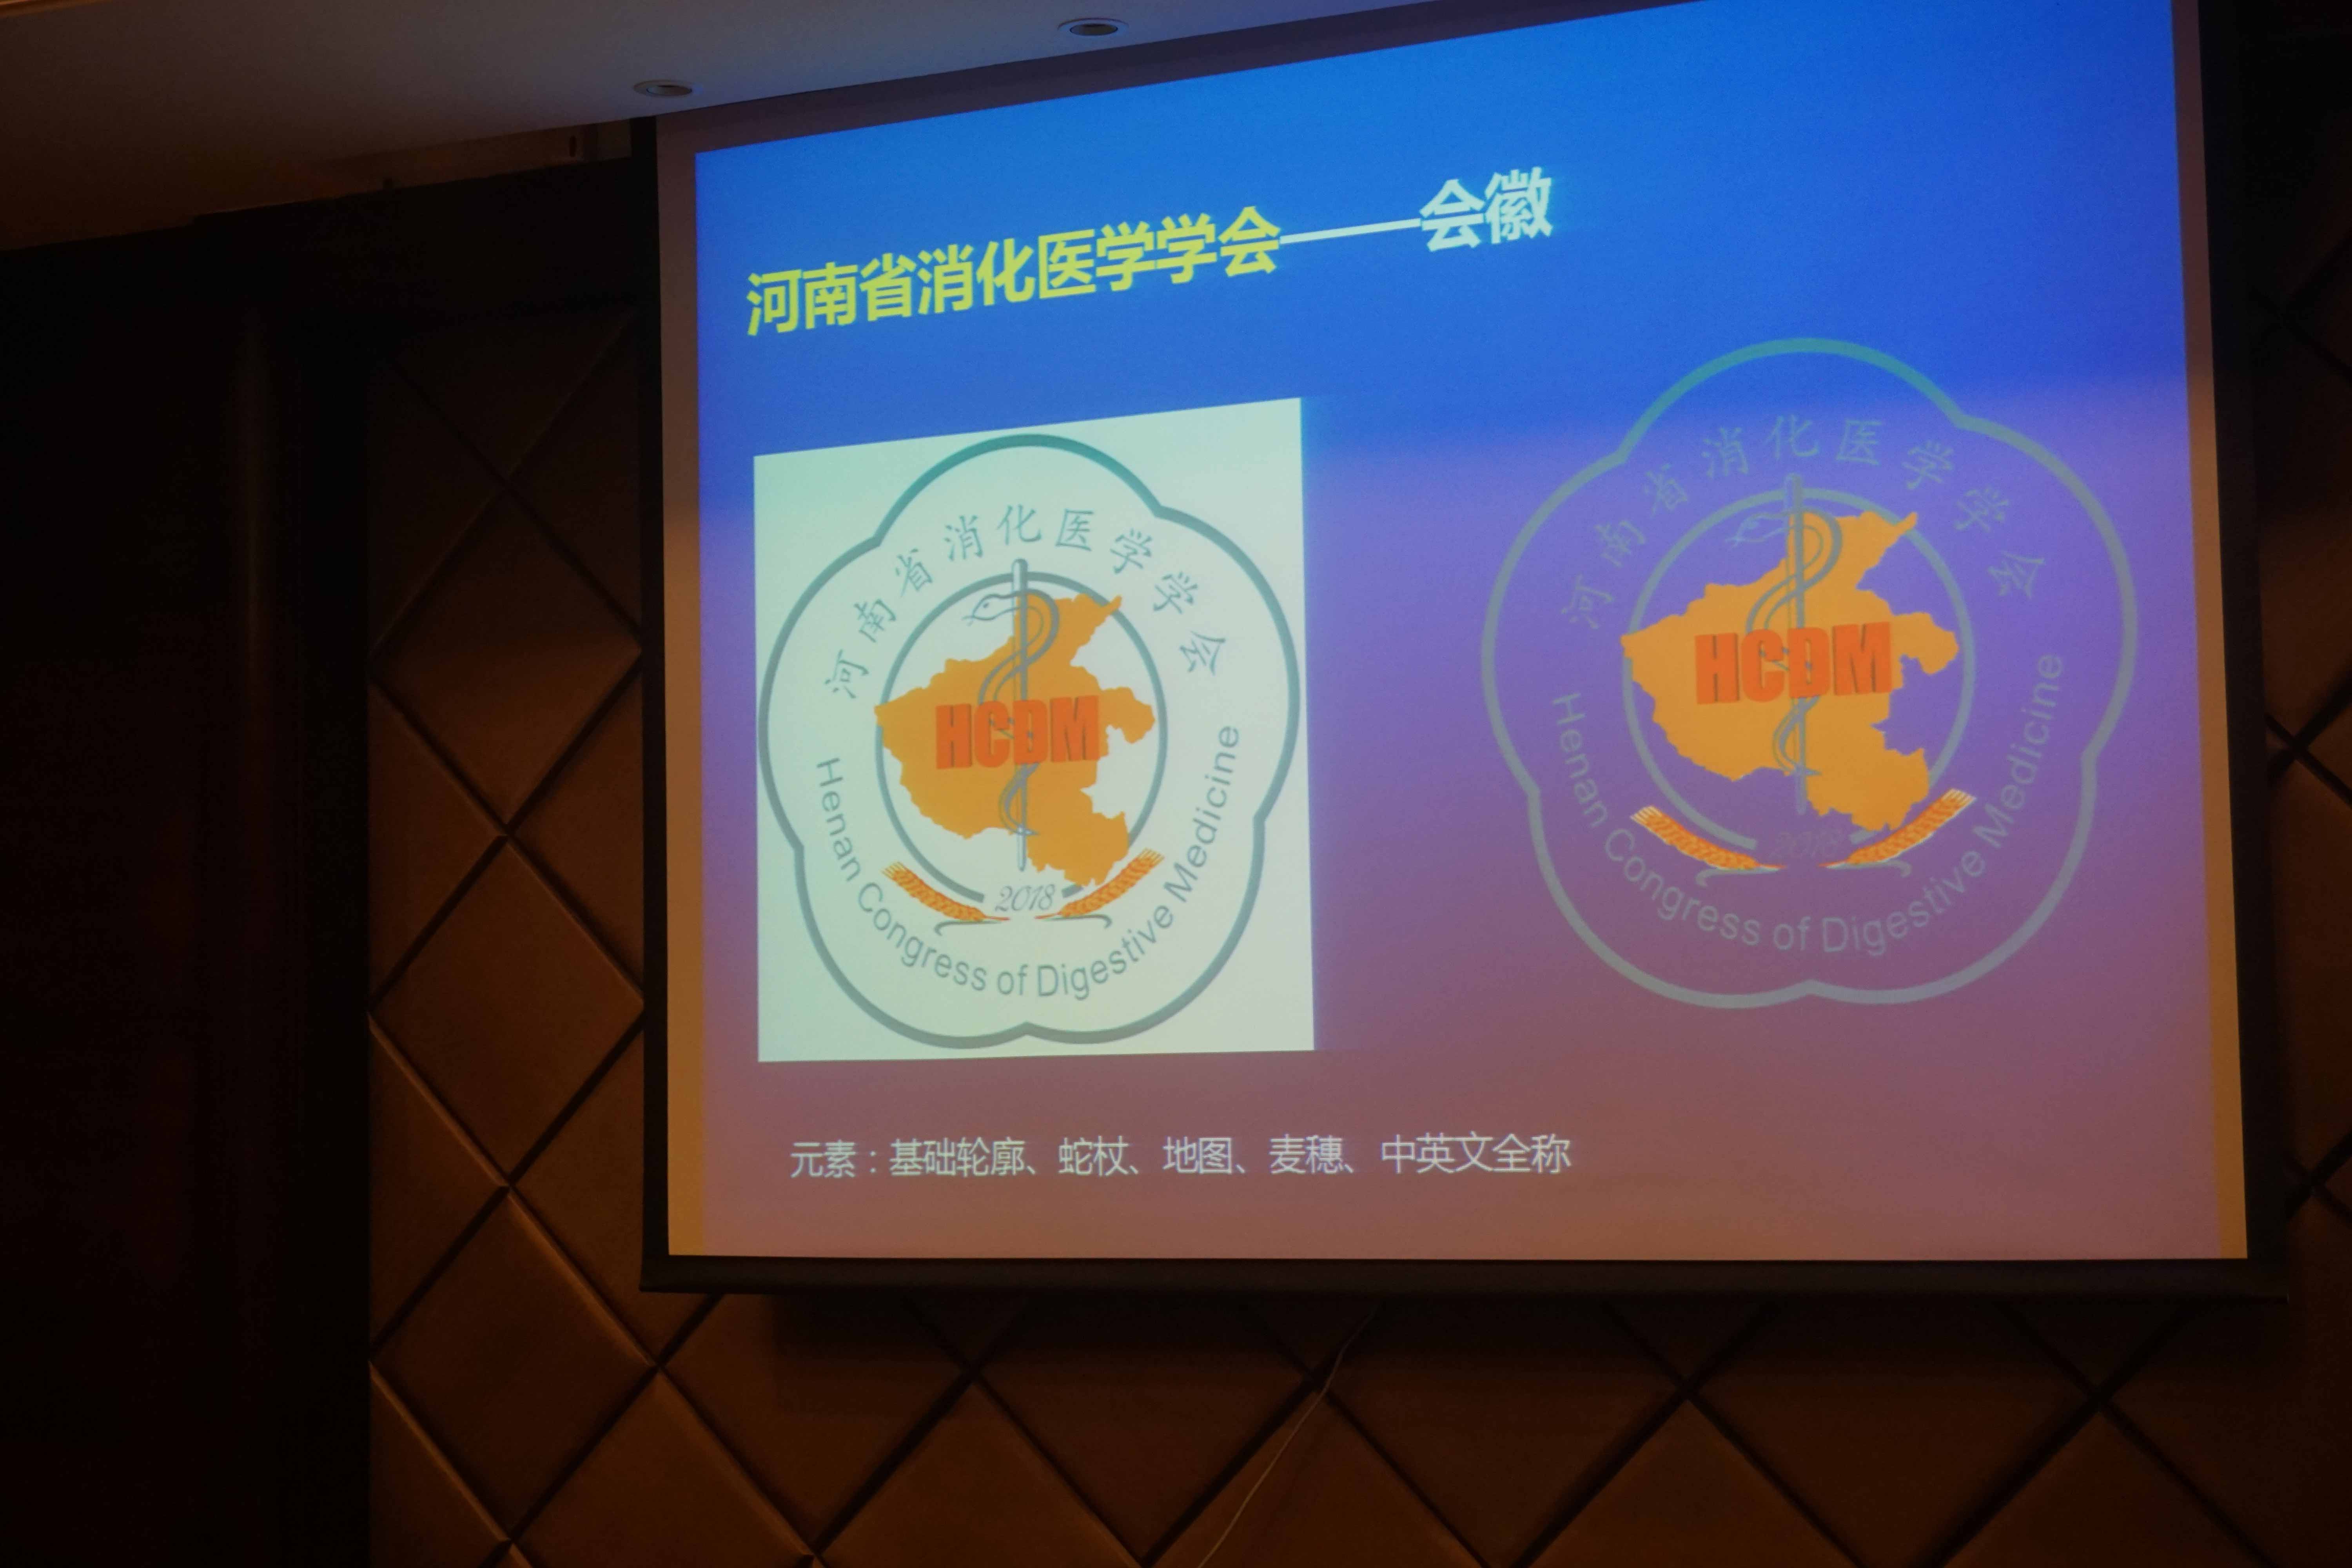 河南省消化医学学会——会徽
河南省消化医学学会
HCDM
2018
Henan Congress of Digestive Medicine
河南省消化医学学会
HCDM
2018
Henan Congress of Digestive Medicine
元素：基础轮廓、蛇杖、地图、麦穗、中英文全称